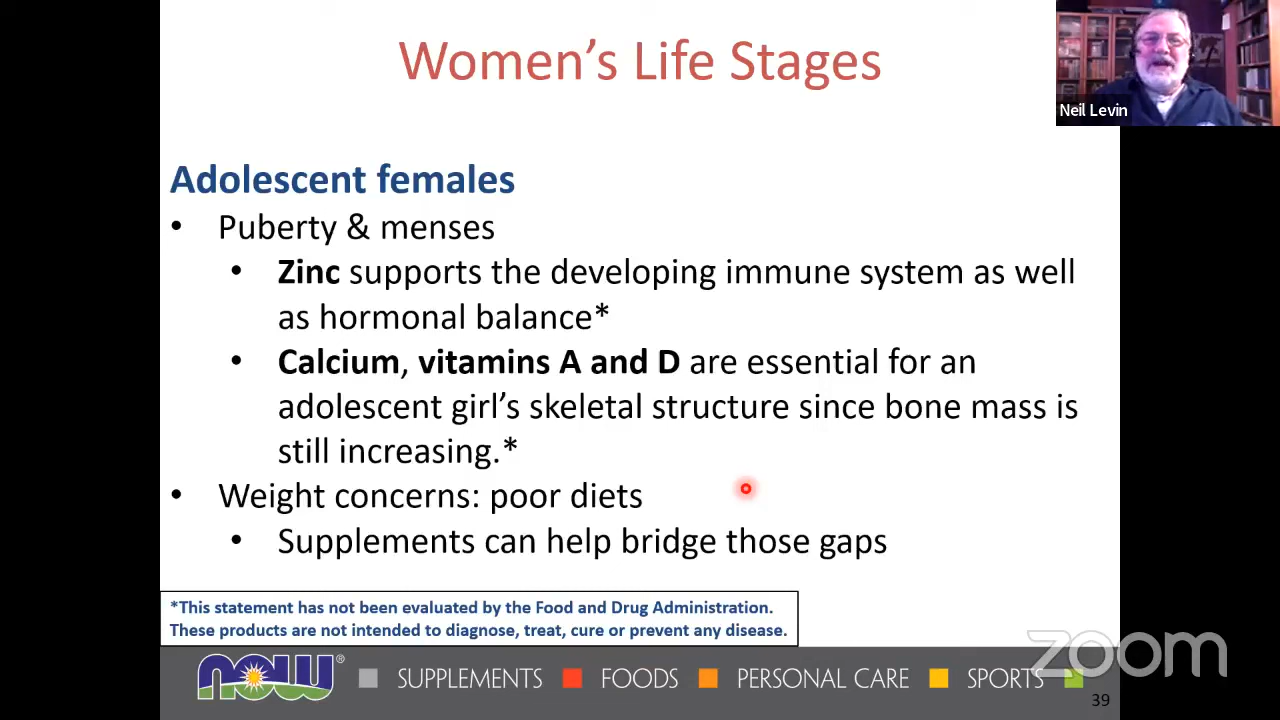 Women’s Life Stages
Neil Levin
Adolescent females
• Puberty & menses
• Zinc supports the developing immune system as well
as hormonal balance*
• Calcium, vitamins A and D are essential for an
adolescent girl’s skeletal structure since bone mass is
still increasing.*
• Weight concerns: poor diets
• Supplements can help bridge those gaps
*This statement has not been evaluated by the Food and Drug Administration.
These products are not intended to diagnose, treat, cure or prevent any disease.
NOW® SUPPLEMENTS FOODS PERSONAL CARE SPORTS
zoom
39